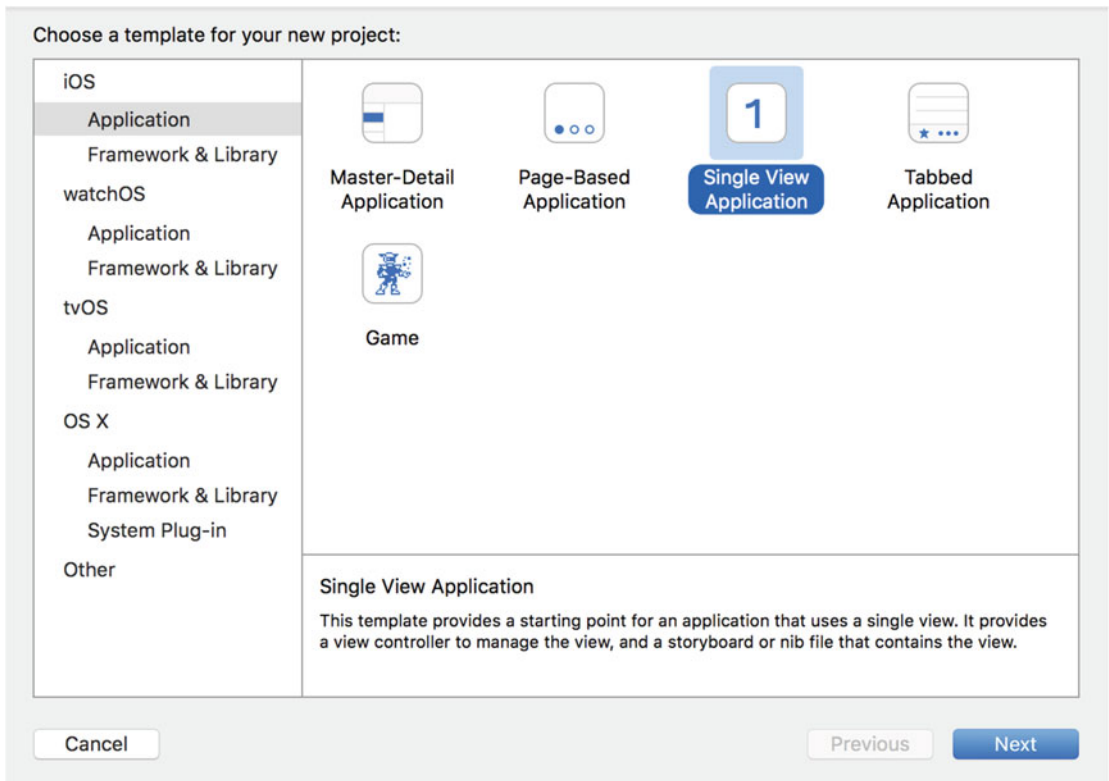 Choose a template for your new project:
iOS
Application
Framework & Library
watchOS
Application
Framework & Library
tvOS
Application
Framework & Library
OS X
Application
Framework & Library
System Plug-in
Other
Master-Detail
Application
Page-Based
Application
1
Single View
Application
Tabbed
Application
Game
Single View Application
This template provides a starting point for an application that uses a single view. It provides
a view controller to manage the view, and a storyboard or nib file that contains the view.
Cancel
Previous
Next